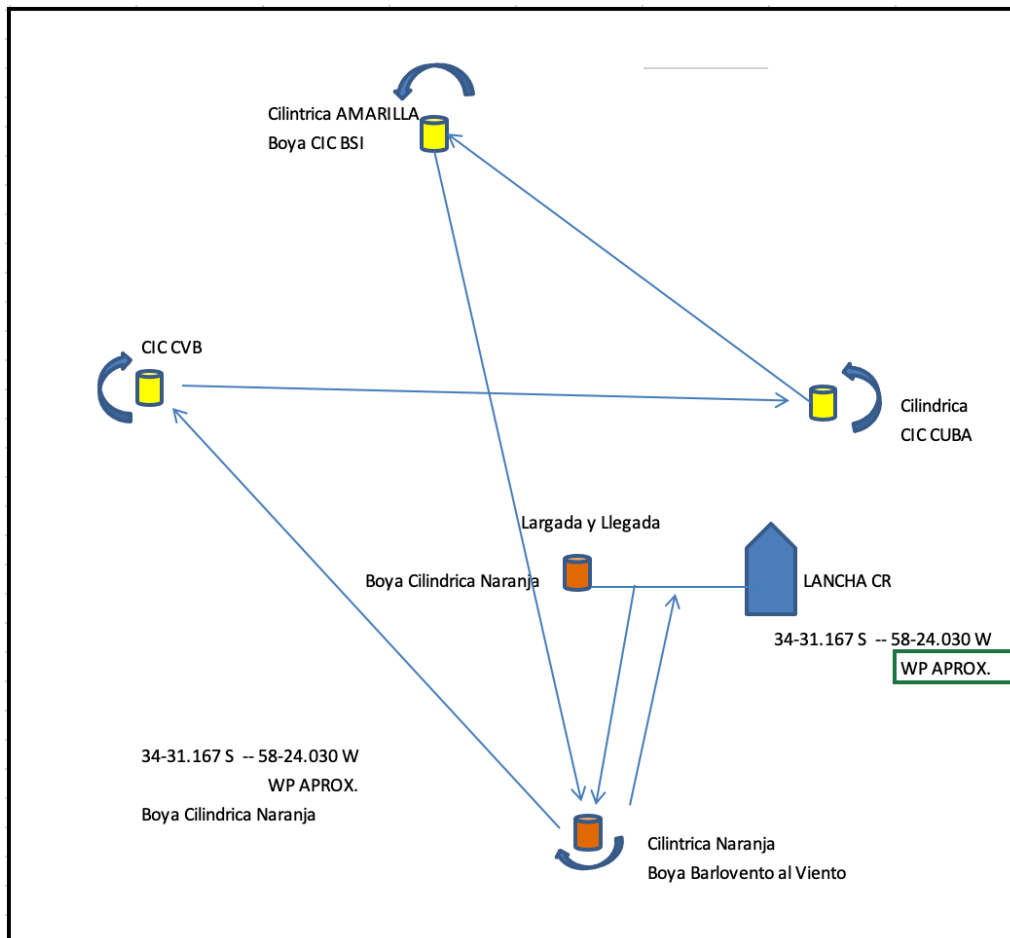 Cilintrica AMARILLA
Boya CIC BSI
CIC CVB
Cilindrica
CIC CUBA
Largada y Llegada
Boya Cilindrica Naranja
LANCHA CR
34-31.167 S -- 58-24.030 W
WP APROX.
34-31.167 S -- 58-24.030 W
WP APROX.
Boya Cilindrica Naranja
Cilintrica Naranja
Boya Barlovento al Viento